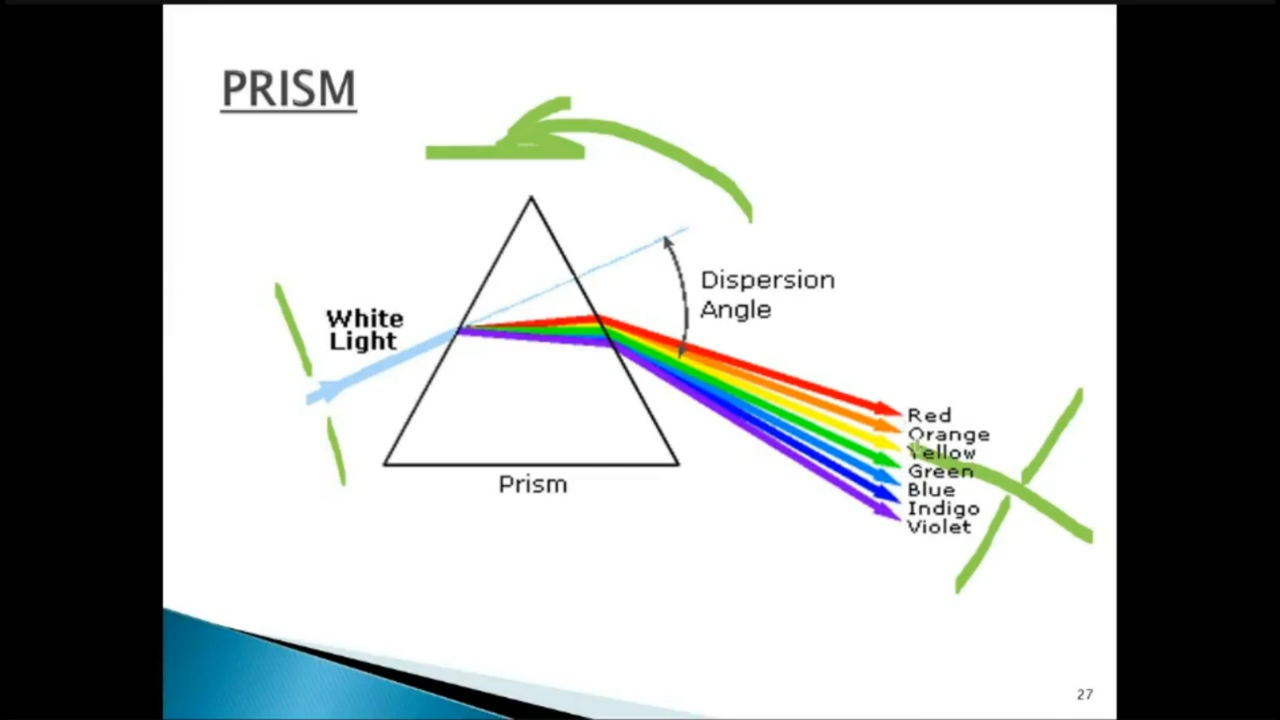 PRISM
White
Light
Dispersion
Angle
Red
Orange
Yellow
Green
Blue
Indigo
Violet
Prism
27